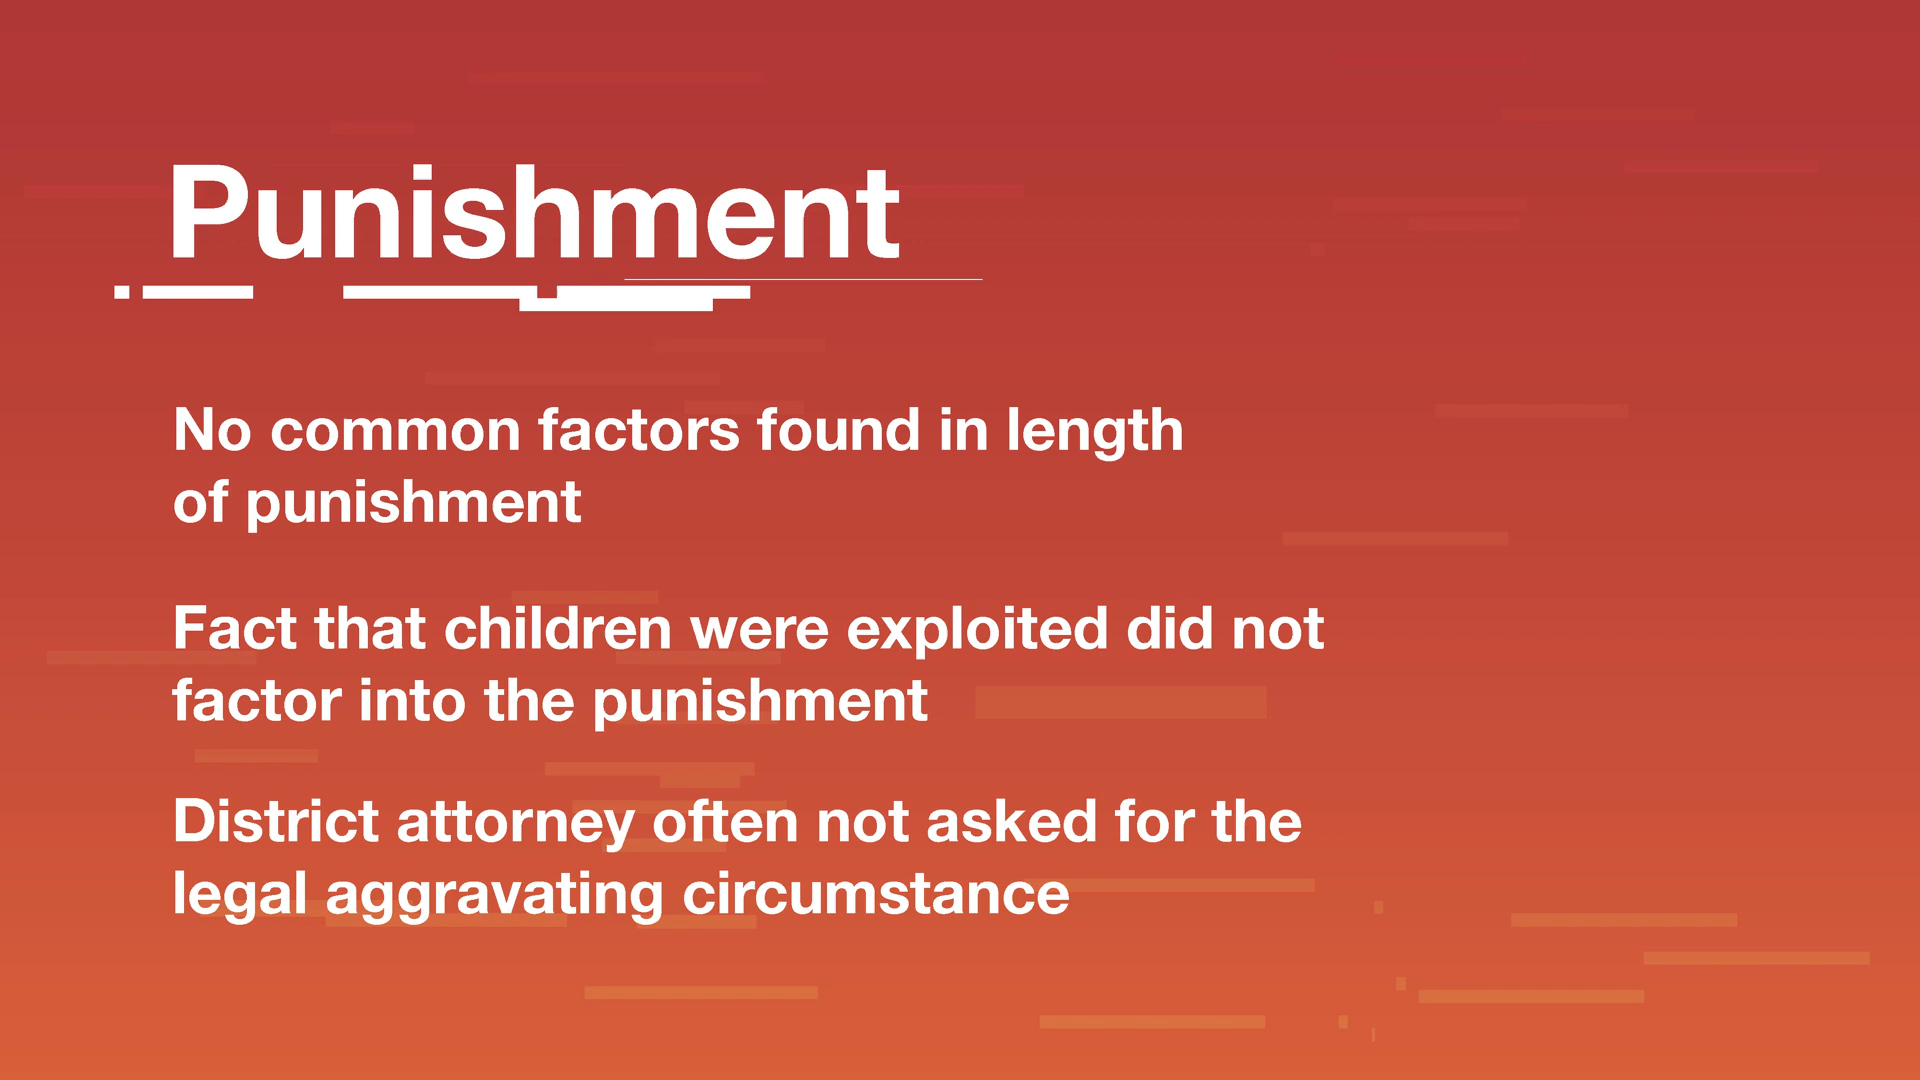 Punishment
No common factors found in length
of punishment
Fact that children were exploited did not
factor into the punishment
District attorney often not asked for the
legal aggravating circumstance